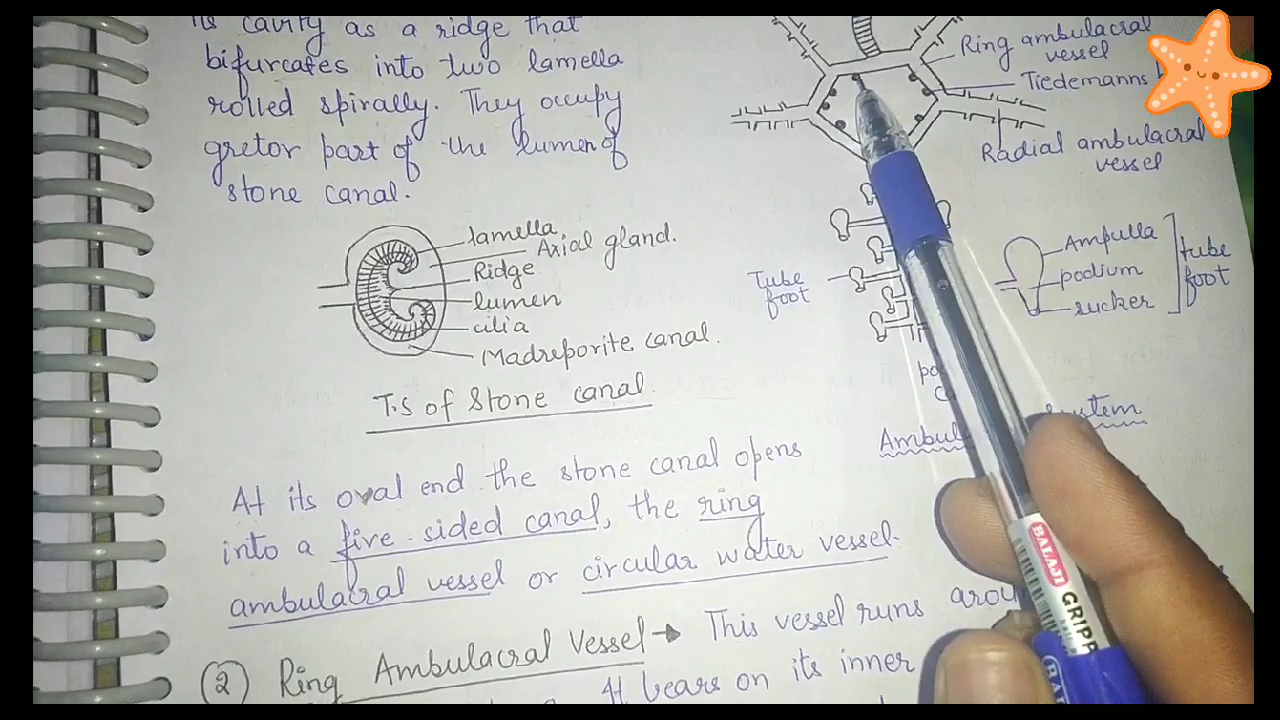 its cavity as a ridge that
bifurcates into two lamella
rolled spirally. They occupy
gretor part of the lumen of
stone canal.
Ring ambulacral
vessel
Tiedemanns
Radial ambulacral
vessel
lamella
Axial gland.
Ridge
lumen
cilia
Madreporite canal.
T.S of Stone canal.
Tube
foot
Ampulla
podium
sucker
tube
foot
system
At its oval end the stone canal opens
into a five sided canal, the ring
ambulacral vessel or circular water vessel.
② Ring Ambulacral Vessel → This vessel runs
It bears on its inner
BALAJI
GRIPP